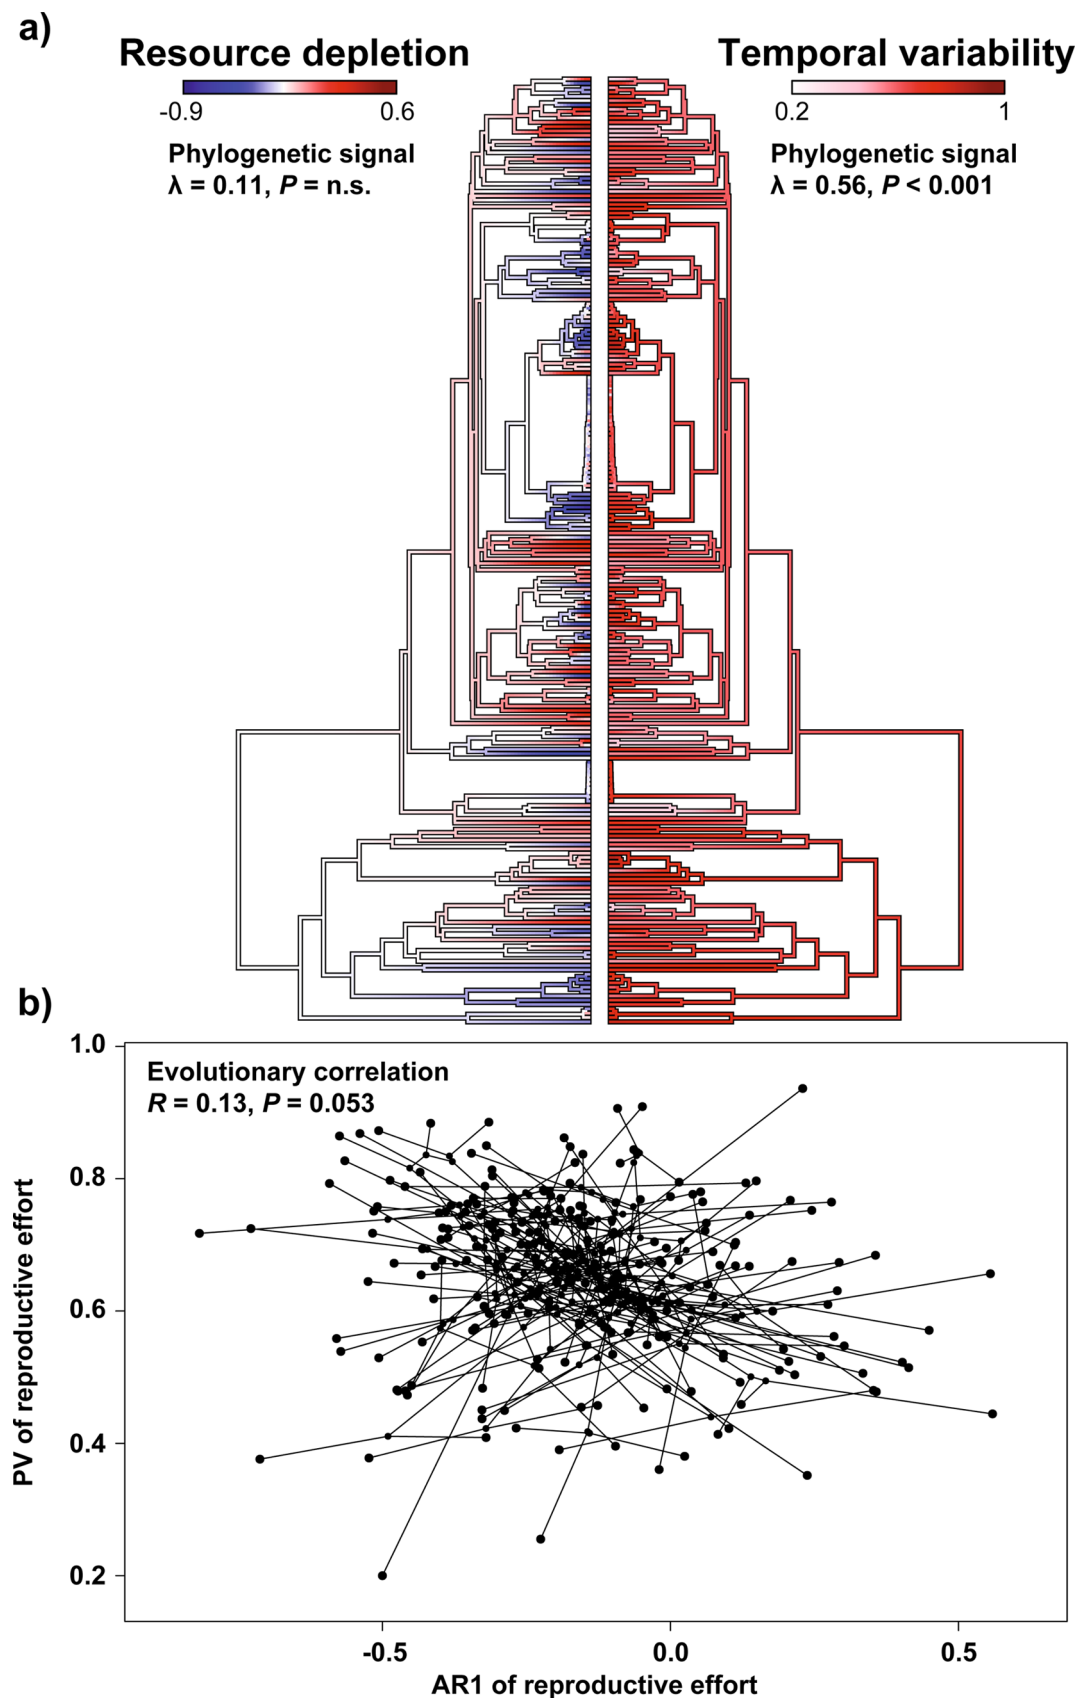 a)
Resource depletion
Temporal variability
-0.9 0.6
0.2 1
Phylogenetic signal
λ = 0.11, P = n.s.
Phylogenetic signal
λ = 0.56, P < 0.001
b)
Evolutionary correlation
R = 0.13, P = 0.053
PV of reproductive effort
1.0
0.8
0.6
0.4
0.2
-0.5 0.0 0.5
AR1 of reproductive effort